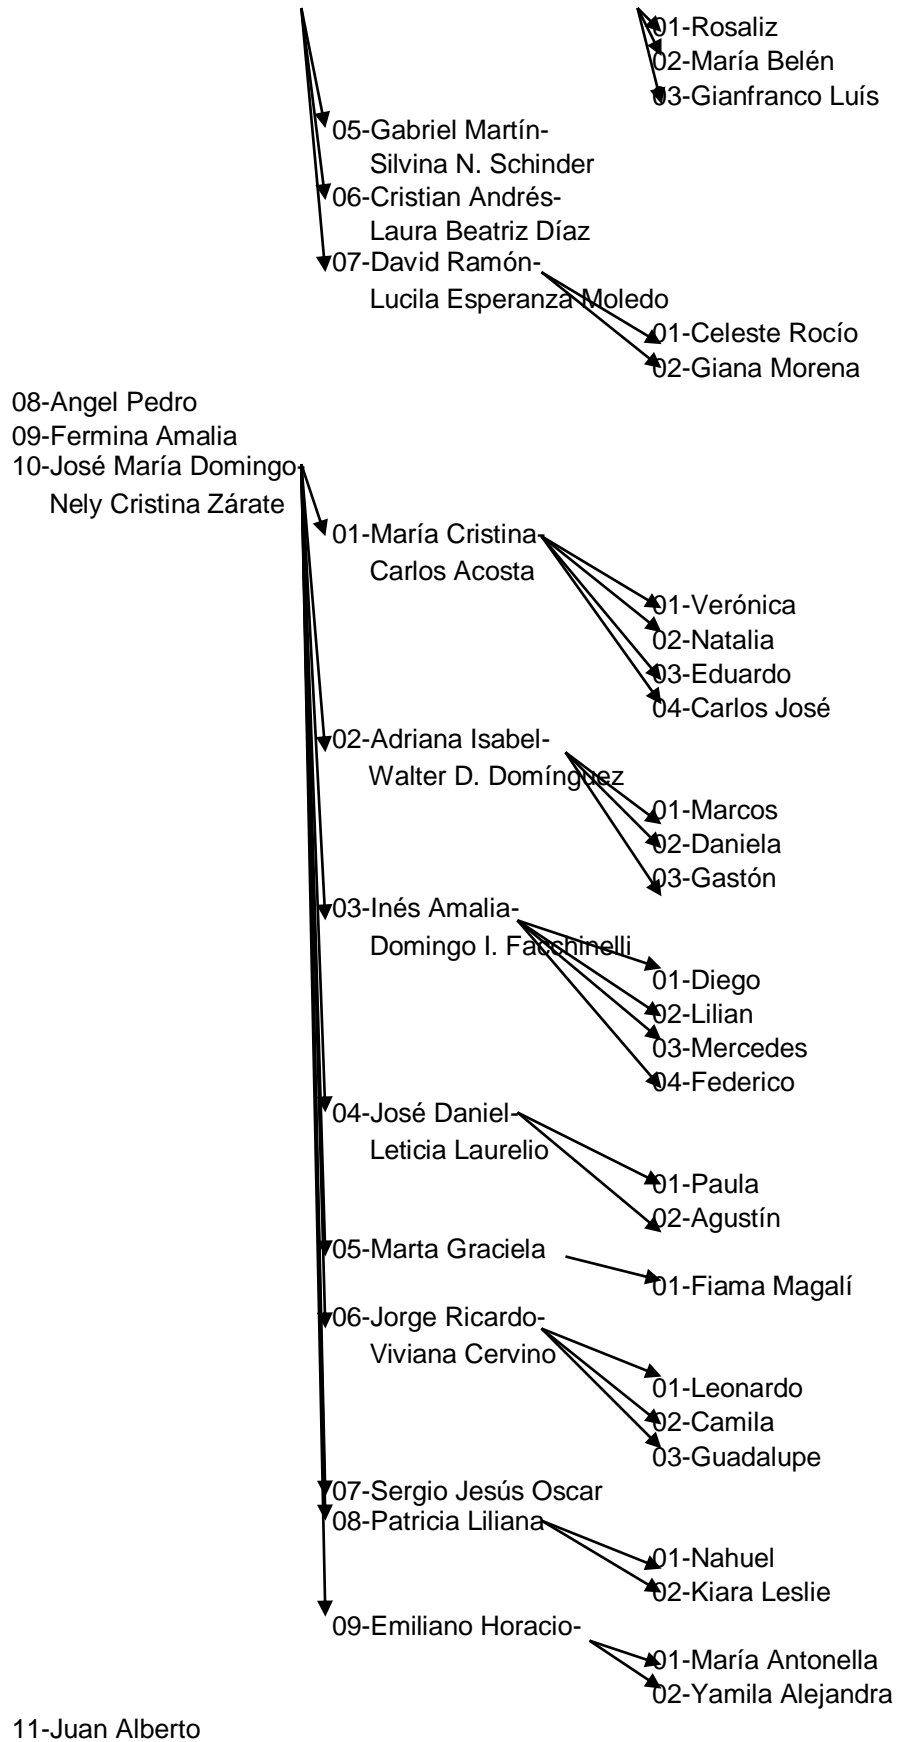 01-Rosaliz
02-María Belén
03-Gianfranco Luís
05-Gabriel Martín-
Silvina N. Schinder
06-Cristian Andrés-
Laura Beatriz Díaz
07-David Ramón-
Lucila Esperanza Moledo
01-Celeste Rocío
02-Giana Morena
08-Angel Pedro
09-Fermina Amalia
10-José María Domingo-
Nely Cristina Zárate
01-María Cristina-
Carlos Acosta
01-Verónica
02-Natalia
03-Eduardo
04-Carlos José
02-Adriana Isabel-
Walter D. Domínguez
01-Marcos
02-Daniela
03-Gastón
03-Inés Amalia-
Domingo I. Facchinelli
01-Diego
02-Lilian
03-Mercedes
04-Federico
04-José Daniel-
Leticia Laurelio
01-Paula
02-Agustín
05-Marta Graciela
01-Fiama Magalí
06-Jorge Ricardo-
Viviana Cervino
01-Leonardo
02-Camila
03-Guadalupe
07-Sergio Jesús Oscar
08-Patricia Liliana
01-Nahuel
02-Kiara Leslie
09-Emiliano Horacio-
01-María Antonella
02-Yamila Alejandra
11-Juan Alberto